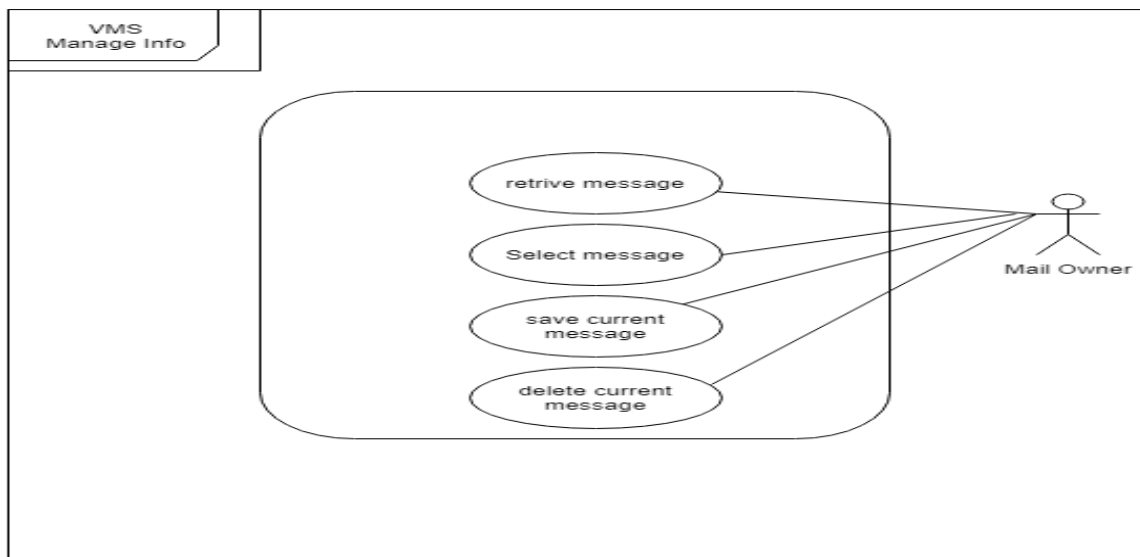 VMS
Manage Info
retrive message
Select message
Mail Owner
save current
message
delete current
message